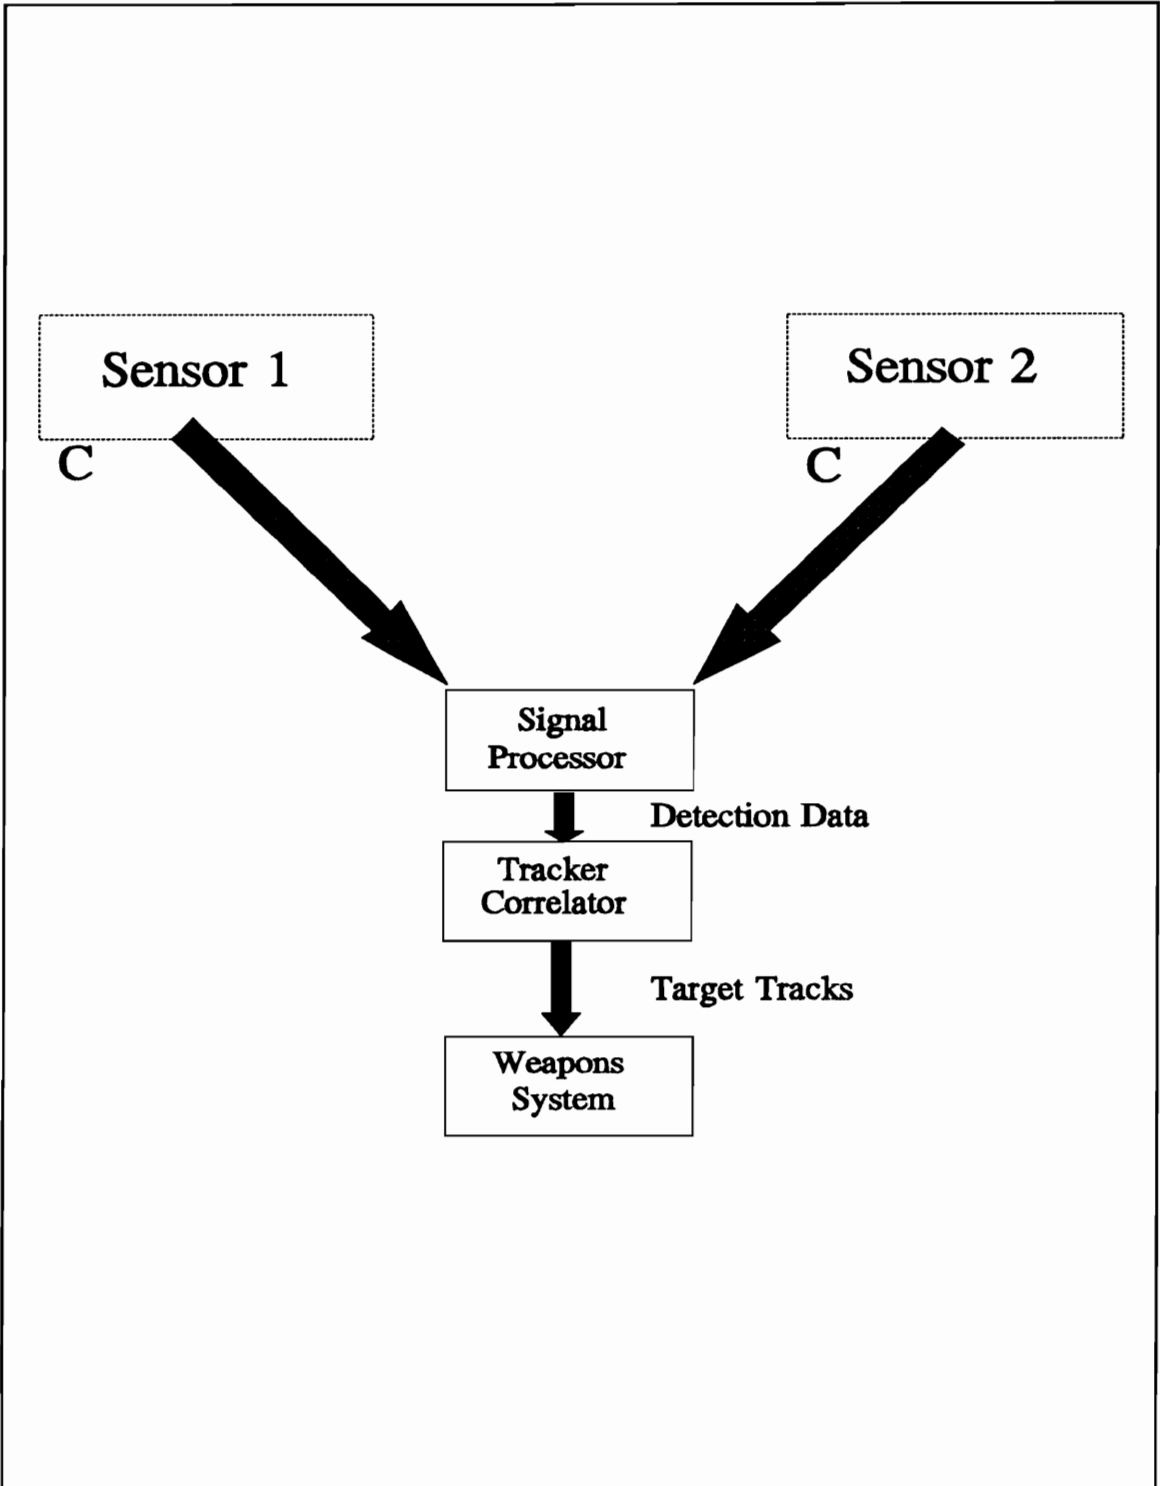 Sensor 1
Sensor 2
C
C
Signal
Processor
Detection Data
Tracker
Correlator
Target Tracks
Weapons
System